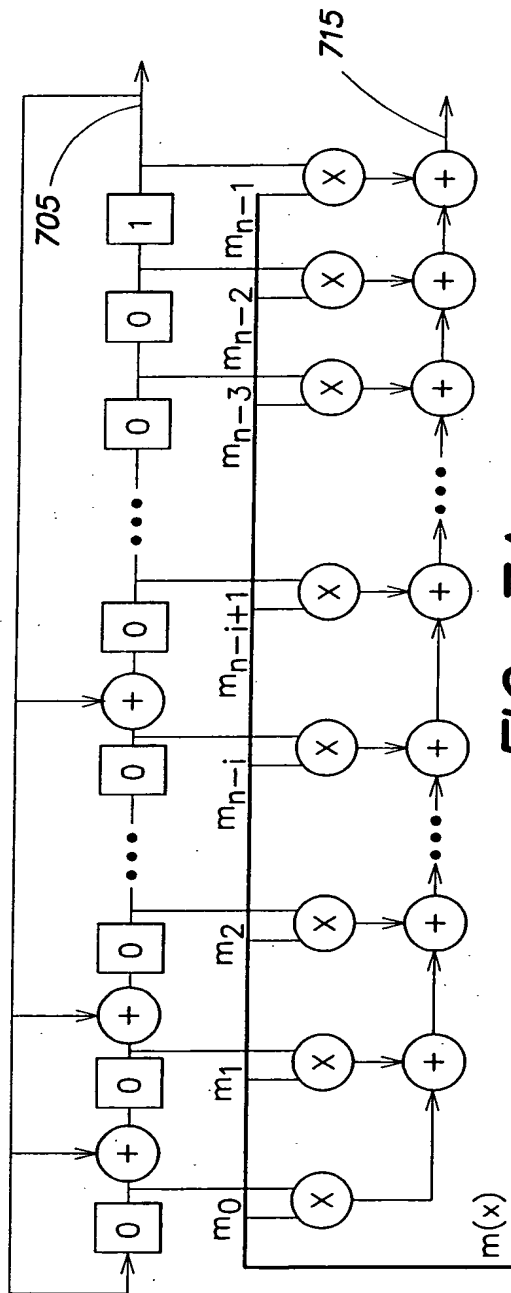 705
0 + 0 + 0 ••• 0 + 0 ••• 0 0 1
m₀ m₁ m₂ mₙ₋ᵢ mₙ₋ᵢ₊₁ mₙ₋₃ mₙ₋₂ mₙ₋₁
X X X X X X X X
+ + ••• + + ••• + + +
715
m(x)
FIG. 7A